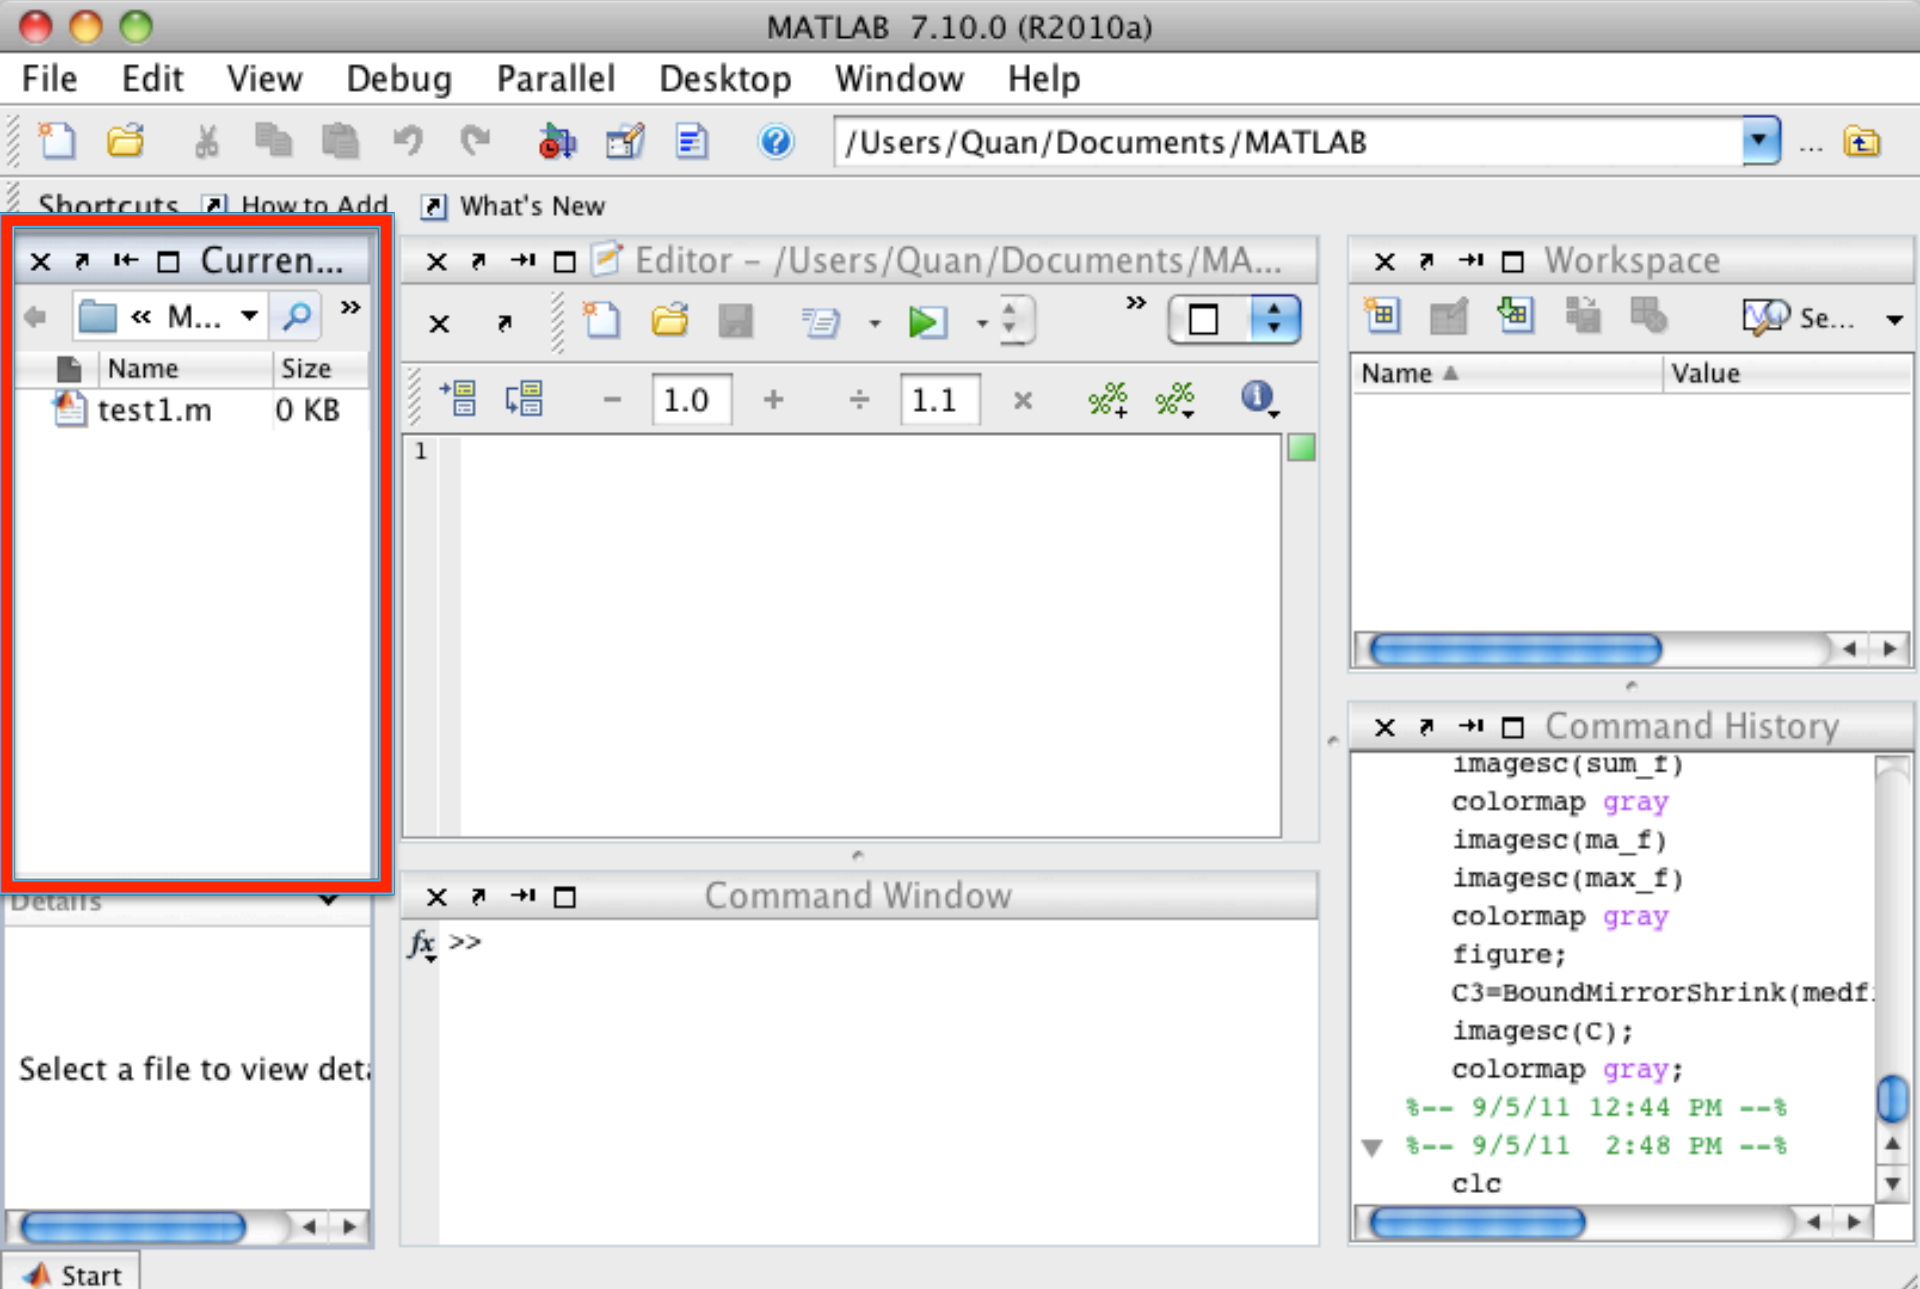 MATLAB 7.10.0 (R2010a)
File Edit View Debug Parallel Desktop Window Help
/Users/Quan/Documents/MATLAB ...
Shortcuts How to Add What's New
Curren...
« M... »
Name Size
test1.m 0 KB
Details
Select a file to view deta
Editor – /Users/Quan/Documents/MA...
»
− 1.0 + ÷ 1.1 ×
1
Command Window
fx >>
Workspace
Se...
Name Value
Command History
imagesc(sum_f)
colormap gray
imagesc(ma_f)
imagesc(max_f)
colormap gray
figure;
C3=BoundMirrorShrink(medf
imagesc(C);
colormap gray;
%-- 9/5/11 12:44 PM --%
%-- 9/5/11 2:48 PM --%
clc
Start